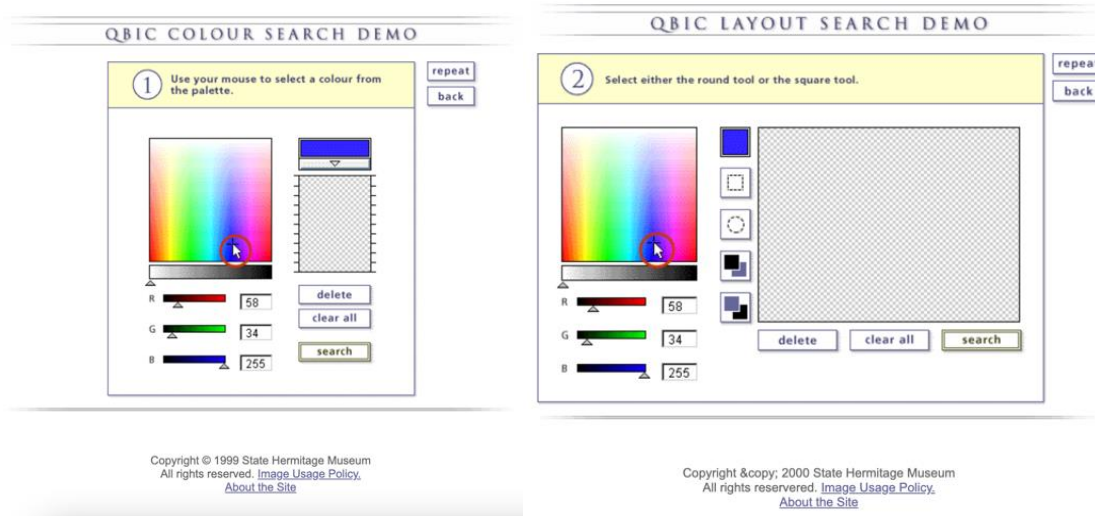 QBIC COLOUR SEARCH DEMO
1 Use your mouse to select a colour from
the palette.
repeat
back
R 58
G 34
B 255
delete
clear all
search
Copyright © 1999 State Hermitage Museum
All rights reserved. Image Usage Policy.
About the Site
QBIC LAYOUT SEARCH DEMO
2 Select either the round tool or the square tool.
repeat
back
R 58
G 34
B 255
delete clear all search
Copyright &copy; 2000 State Hermitage Museum
All rights reservered. Image Usage Policy.
About the Site